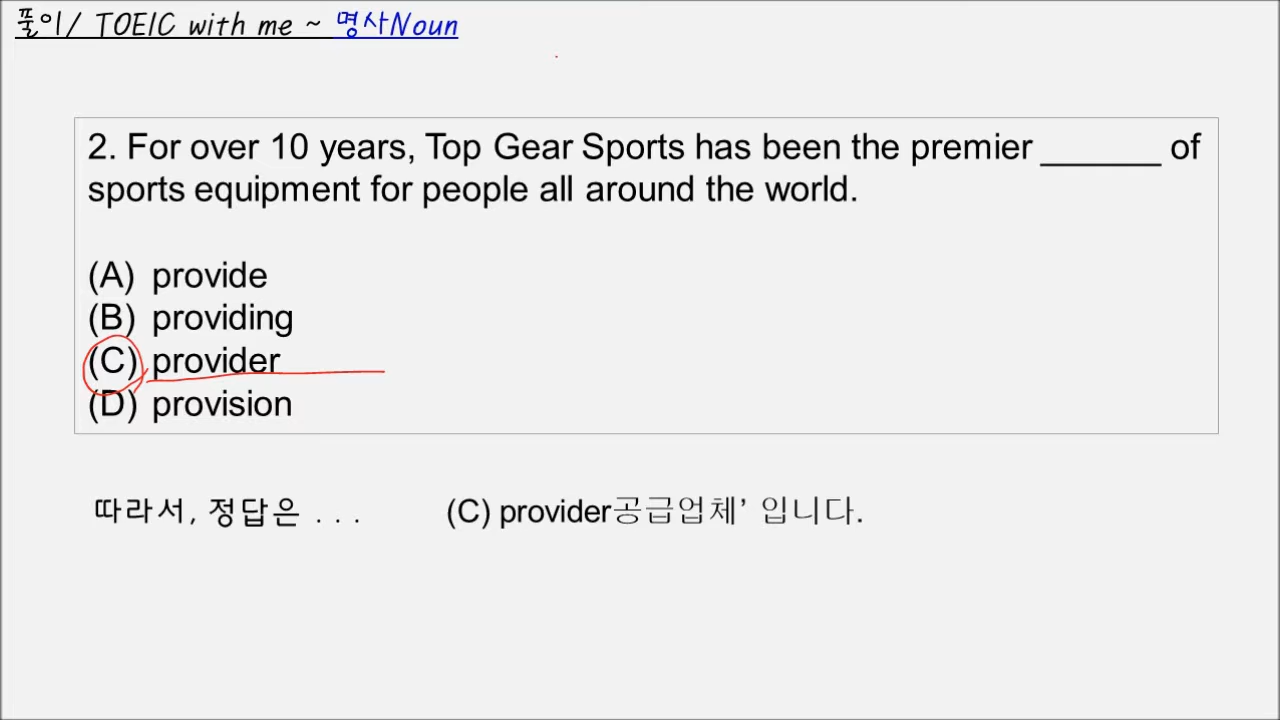 풀이/ TOEIC with me ~ 명사Noun
2. For over 10 years, Top Gear Sports has been the premier ______ of
sports equipment for people all around the world.
(A) provide
(B) providing
(C) provider
(D) provision
따라서, 정답은 . . . (C) provider공급업체’ 입니다.